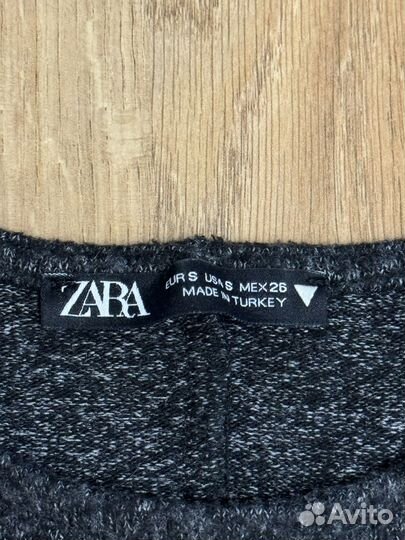 ZARA
EUR S USA S MEX 26
MADE IN TURKEY
Avito